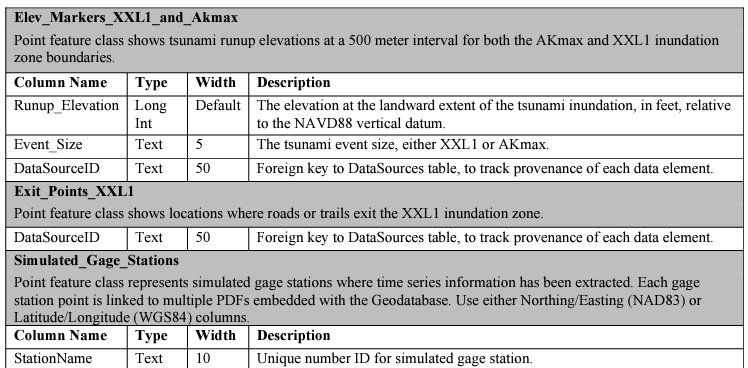 Elev_Markers_XXL1_and_Akmax
Point feature class shows tsunami runup elevations at a 500 meter interval for both the AKmax and XXL1 inundation
zone boundaries.
Column Name Type Width Description
Runup_Elevation Long Default The elevation at the landward extent of the tsunami inundation, in feet, relative
Int to the NAVD88 vertical datum.
Event_Size Text 5 The tsunami event size, either XXL1 or AKmax.
DataSourceID Text 50 Foreign key to DataSources table, to track provenance of each data element.
Exit_Points_XXL1
Point feature class shows locations where roads or trails exit the XXL1 inundation zone.
DataSourceID Text 50 Foreign key to DataSources table, to track provenance of each data element.
Simulated_Gage_Stations
Point feature class represents simulated gage stations where time series information has been extracted. Each gage
station point is linked to multiple PDFs embedded with the Geodatabase. Use either Northing/Easting (NAD83) or
Latitude/Longitude (WGS84) columns.
Column Name Type Width Description
StationName Text 10 Unique number ID for simulated gage station.